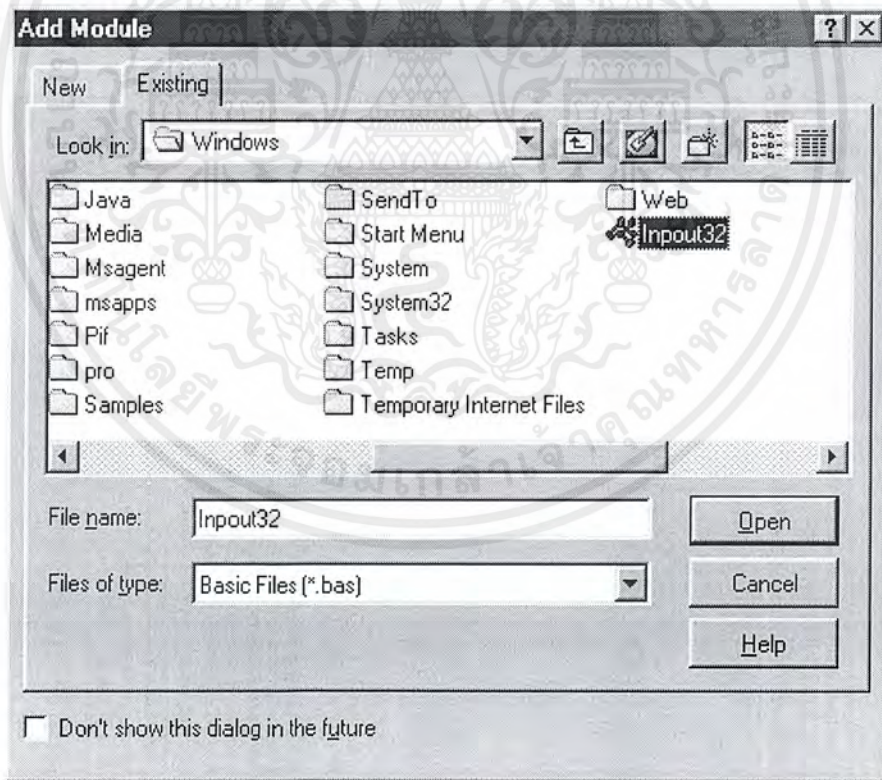 Add Module
New Existing
Look in: Windows
Java SendTo Web
Media Start Menu Inpout32
Msagent System
msapps System32
Pif Tasks
pro Temp
Samples Temporary Internet Files
File name: Inpout32 Open
Files of type: Basic Files (*.bas) Cancel
Help
Don't show this dialog in the future